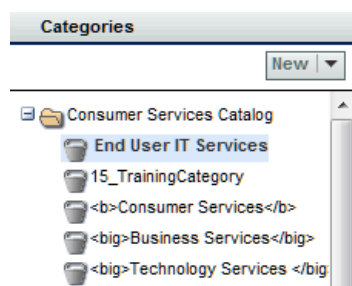 Categories
New
Consumer Services Catalog
End User IT Services
15_TrainingCategory
<b>Consumer Services</b>
<big>Business Services</big>
<big>Technology Services </big